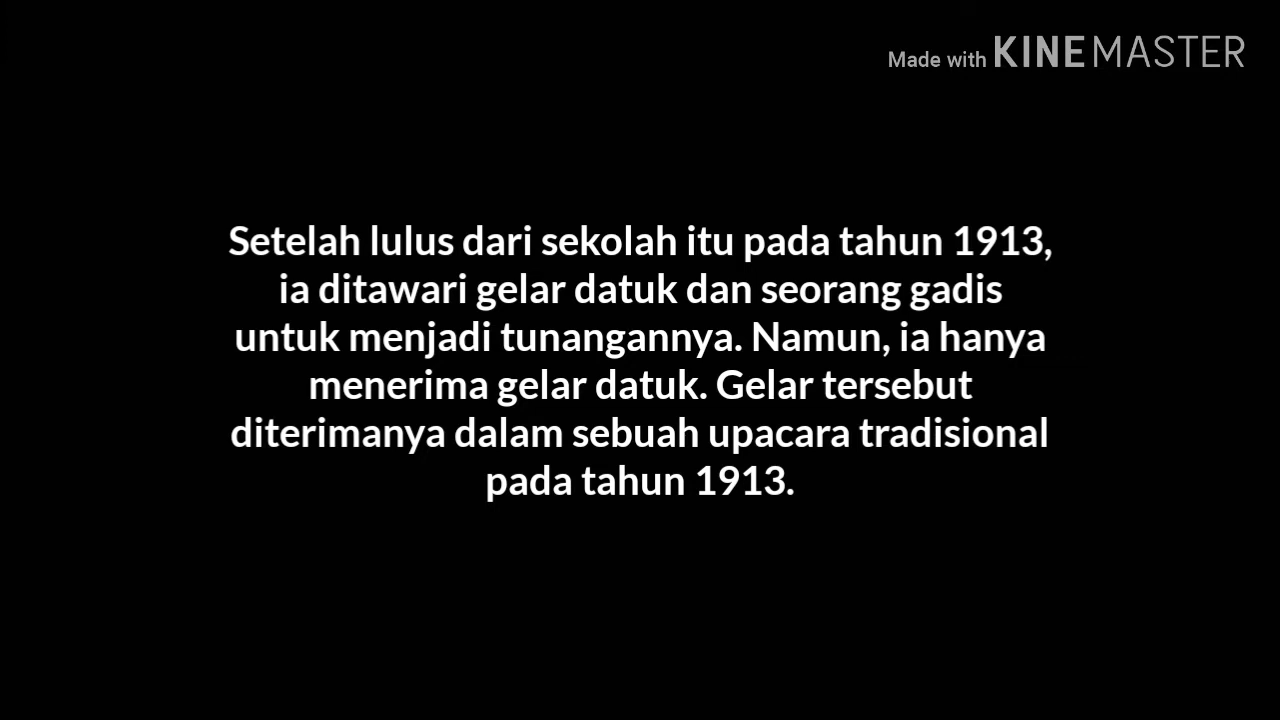 Made with KINEMASTER
Setelah lulus dari sekolah itu pada tahun 1913,
ia ditawari gelar datuk dan seorang gadis
untuk menjadi tunangannya. Namun, ia hanya
menerima gelar datuk. Gelar tersebut
diterimanya dalam sebuah upacara tradisional
pada tahun 1913.